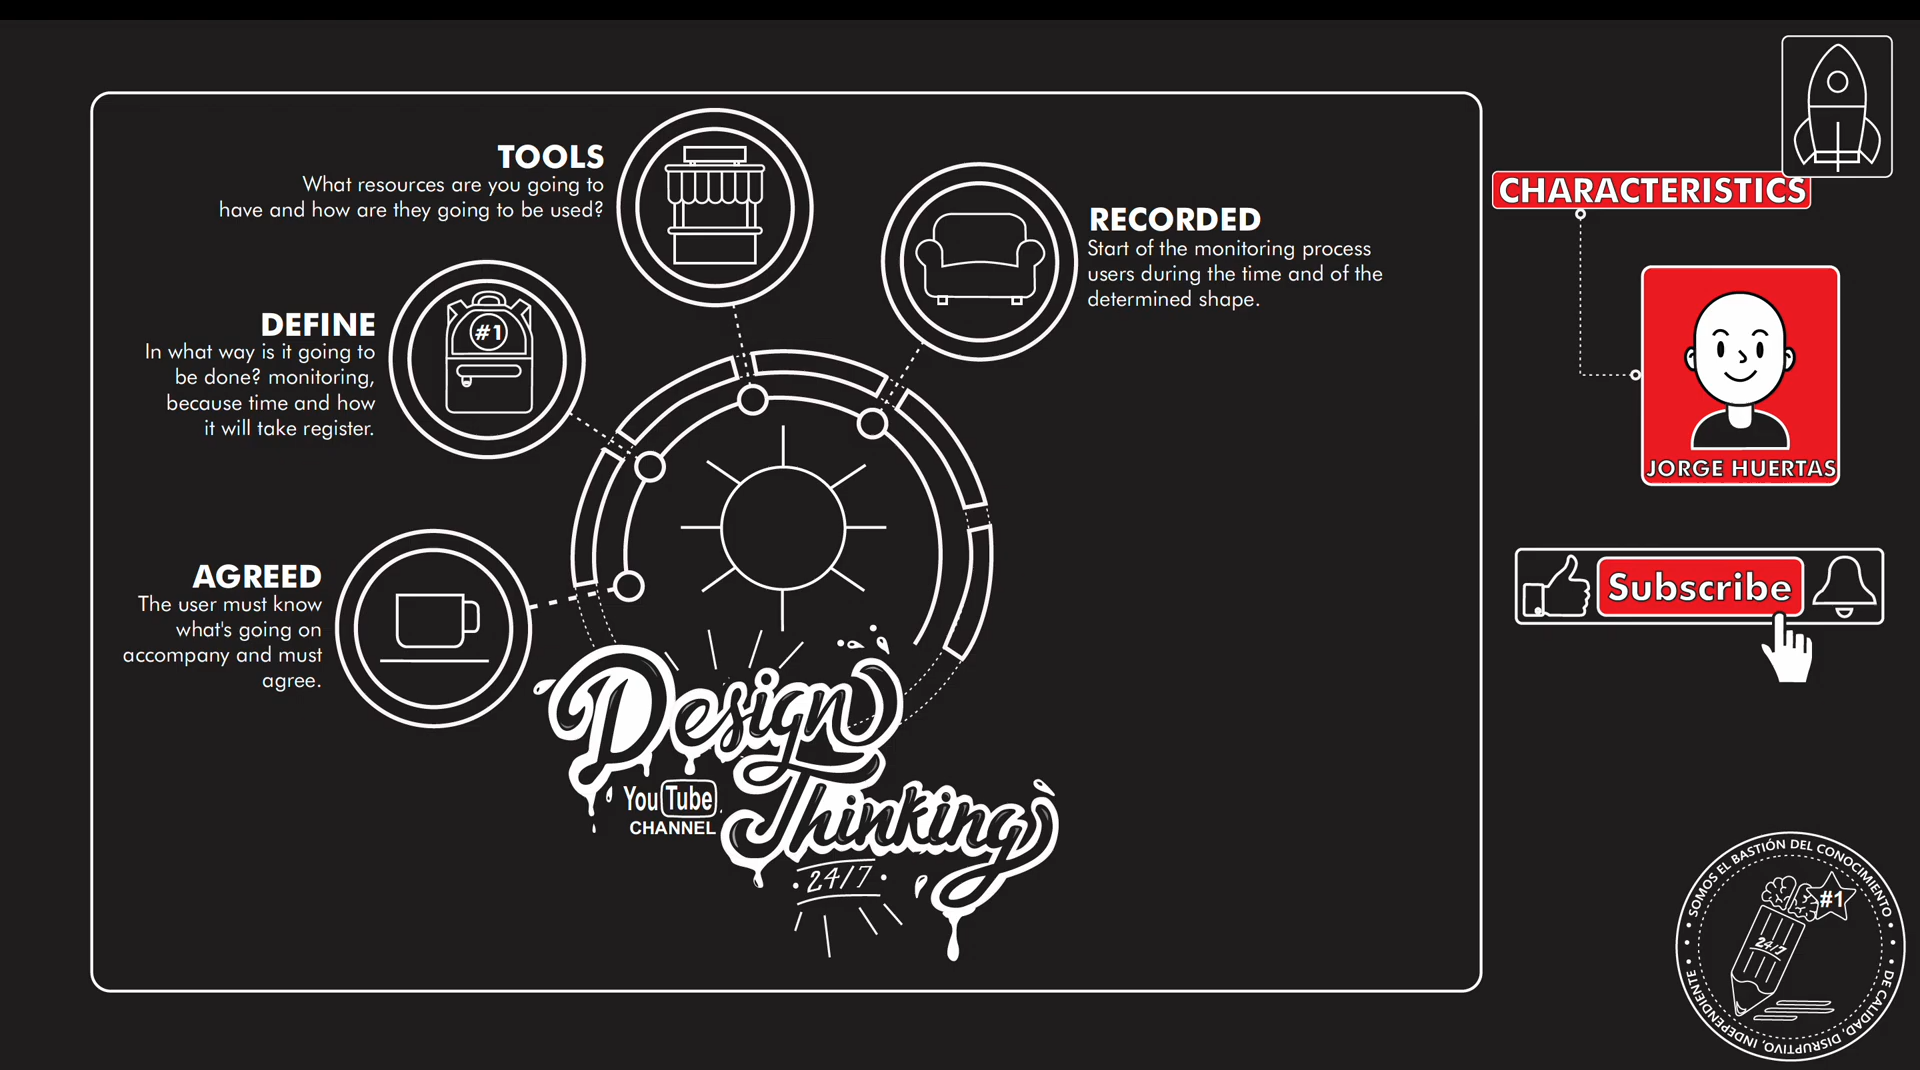 TOOLS
What resources are you going to
have and how are they going to be used?
RECORDED
Start of the monitoring process
users during the time and of the
determined shape.
DEFINE
In what way is it going to
be done? monitoring,
because time and how
it will take register.
#1
AGREED
The user must know
what's going on
accompany and must
agree.
Design
Thinking
YouTube
CHANNEL
24/7
CHARACTERISTICS
JORGE HUERTAS
Subscribe
SOMOS EL BASTIÓN DEL CONOCIMIENTO
DE CALIDAD, DISRUPTIVO, INDEPENDIENTE
#1
24/7